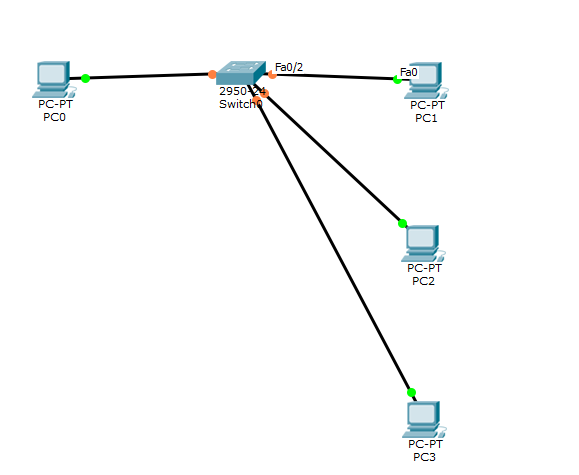 Fa0/2
Fa0
PC-PT
PC0
2950-24
Switch0
PC-PT
PC1
PC-PT
PC2
PC-PT
PC3